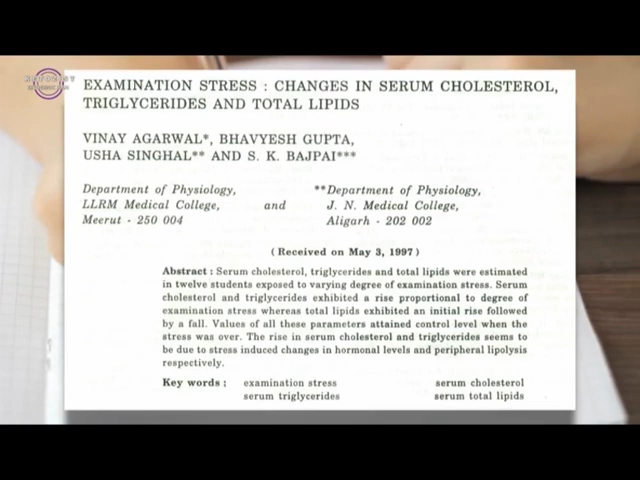 EXAMINATION STRESS : CHANGES IN SERUM CHOLESTEROL,
TRIGLYCERIDES AND TOTAL LIPIDS
VINAY AGARWAL*, BHAVYESH GUPTA,
USHA SINGHAL** AND S. K. BAJPAI***
Department of Physiology,
LLRM Medical College,
Meerut - 250 004
and
**Department of Physiology,
J. N. Medical College,
Aligarh - 202 002
( Received on May 3, 1997 )
Abstract : Serum cholesterol, triglycerides and total lipids were estimated
in twelve students exposed to varying degree of examination stress. Serum
cholesterol and triglycerides exhibited a rise proportional to degree of
examination stress whereas total lipids exhibited an initial rise followed
by a fall. Values of all these parameters attained control level when the
stress was over. The rise in serum cholesterol and triglycerides seems to
be due to stress induced changes in hormonal levels and peripheral lipolysis
respectively.
Key words : examination stress serum cholesterol
serum triglycerides serum total lipids